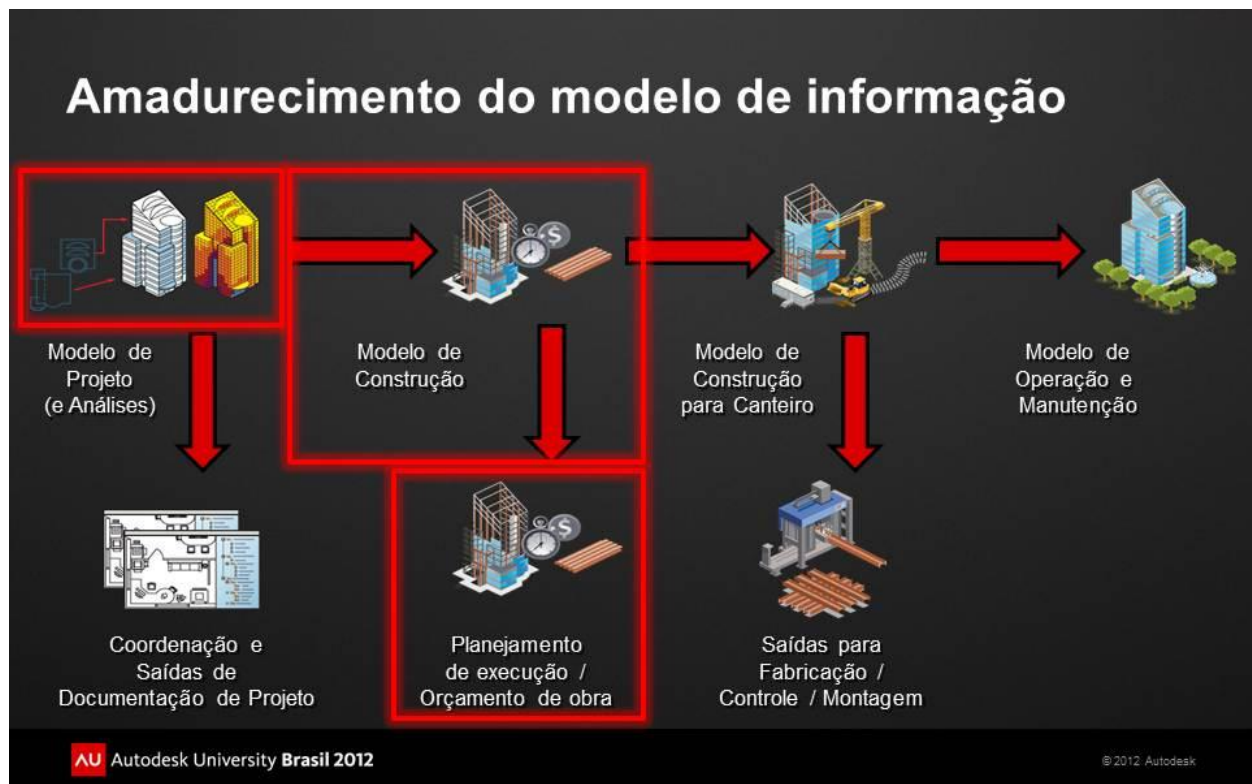 Amadurecimento do modelo de informação
Modelo de
Projeto
(e Análises)
Modelo de
Construção
Modelo de
Construção
para Canteiro
Modelo de
Operação e
Manutenção
Coordenação e
Saídas de
Documentação de Projeto
Planejamento
de execução /
Orçamento de obra
Saídas para
Fabricação /
Controle / Montagem
AU Autodesk University Brasil 2012
© 2012 Autodesk